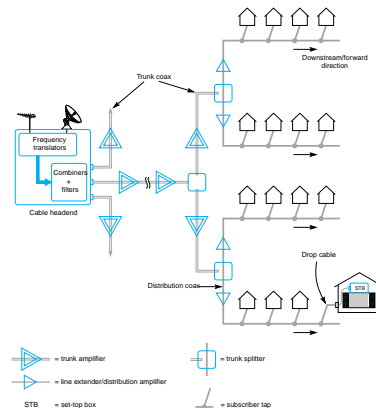 Trunk coax
Downstream/forward
direction
Frequency
translators
Combiners
+
filters
Cable headend
Drop cable
STB
Distribution coax
= trunk amplifier
= trunk splitter
= line extender/distribution amplifier
STB = set-top box
= subscriber tap